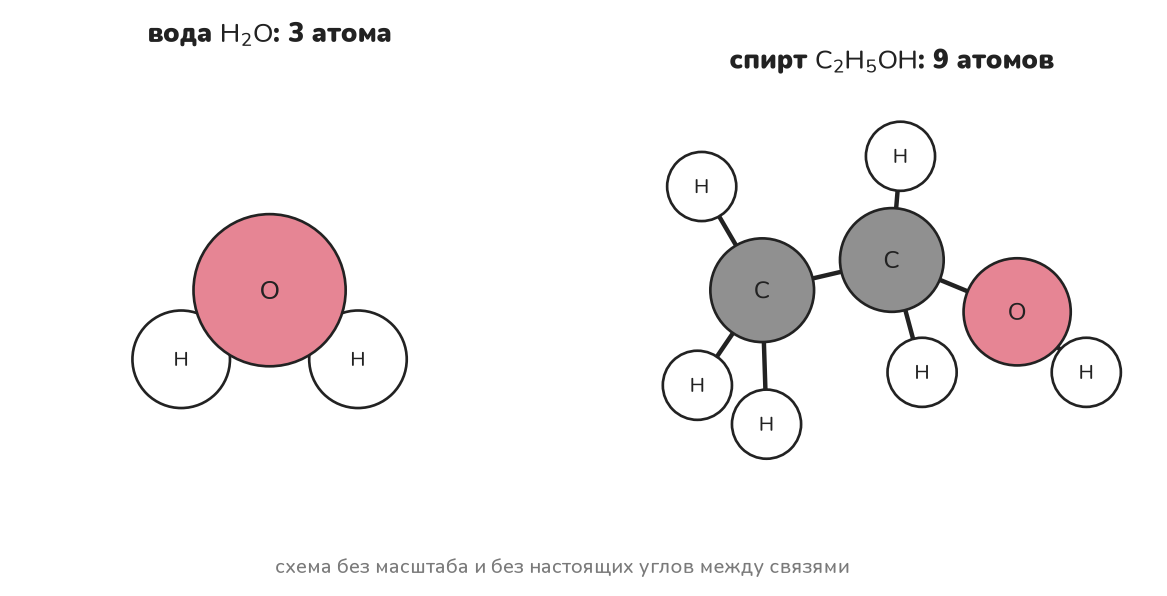 вода H₂O: 3 атома
спирт C₂H₅OH: 9 атомов
H
H
C
C
O
O
H
H
H
H
H
H
схема без масштаба и без настоящих углов между связями